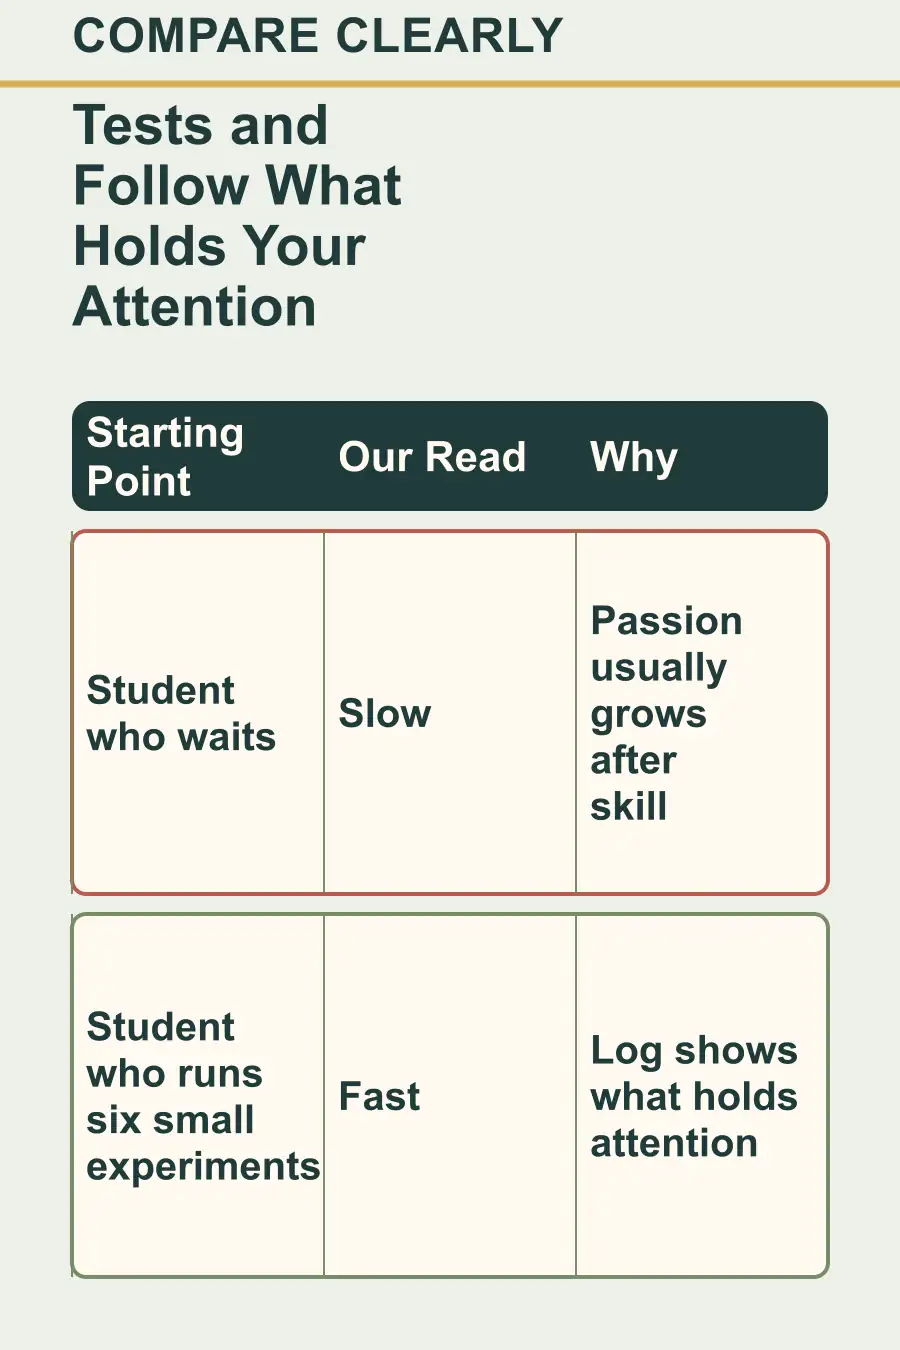 COMPARE CLEARLY
Tests and
Follow What
Holds Your
Attention
Starting
Point
Our Read
Why
Student
who waits
Slow
Passion
usually
grows
after
skill
Student
who runs
six small
experiments
Fast
Log shows
what holds
attention